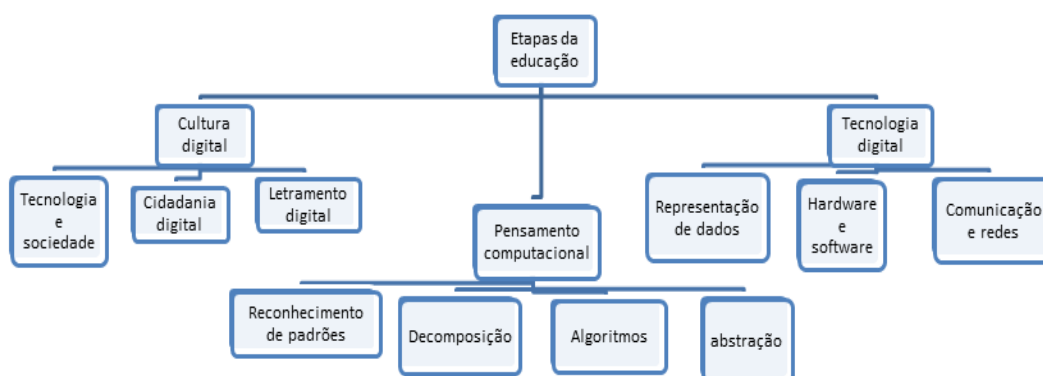 Etapas da
educação
Cultura
digital
Tecnologia
digital
Tecnologia
e
sociedade
Cidadania
digital
Letramento
digital
Representação
de dados
Hardware
e
software
Comunicação
e redes
Pensamento
computacional
Reconhecimento
de padrões
Decomposição
Algoritmos
abstração